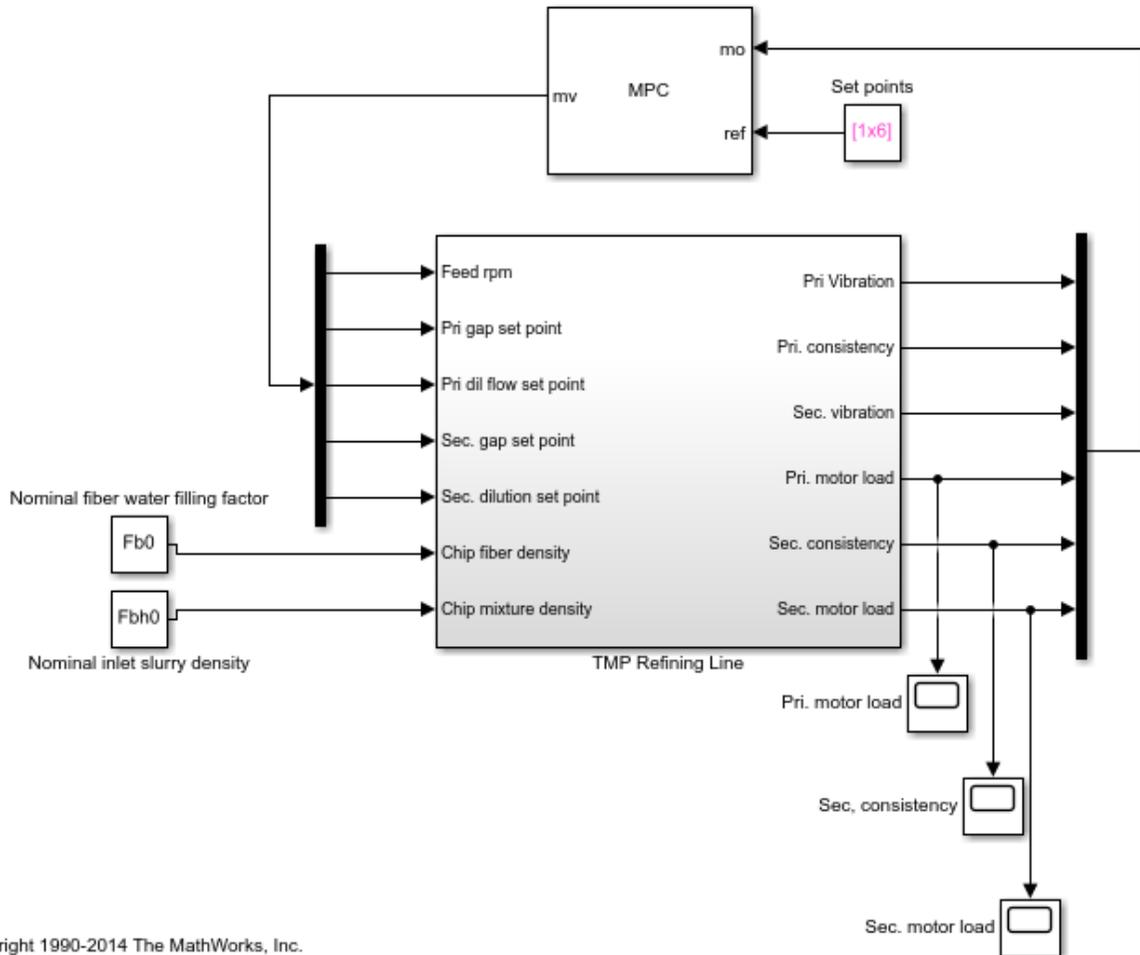 mo
MPC
mv
ref
Set points
[1x6]
Feed rpm
Pri gap set point
Pri dil flow set point
Sec. gap set point
Sec. dilution set point
Chip fiber density
Chip mixture density
Pri Vibration
Pri. consistency
Sec. vibration
Pri. motor load
Sec. consistency
Sec. motor load
Nominal fiber water filling factor
Fb0
Fbh0
Nominal inlet slurry density
TMP Refining Line
Pri. motor load
Sec, consistency
Sec. motor load
right 1990-2014 The MathWorks, Inc.